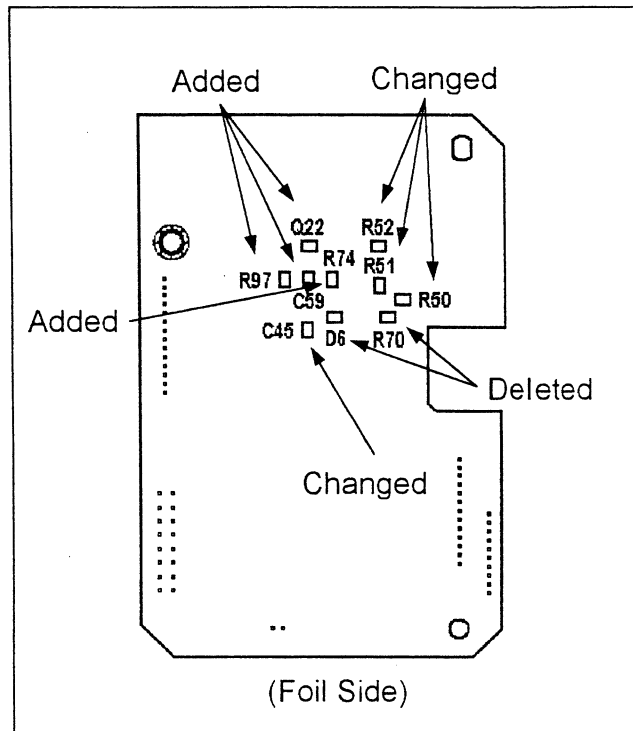 Added Changed
Q22 R52
R74
R97 R51
C59 R50
Added
C45 D6 R70
Deleted
Changed
(Foil Side)